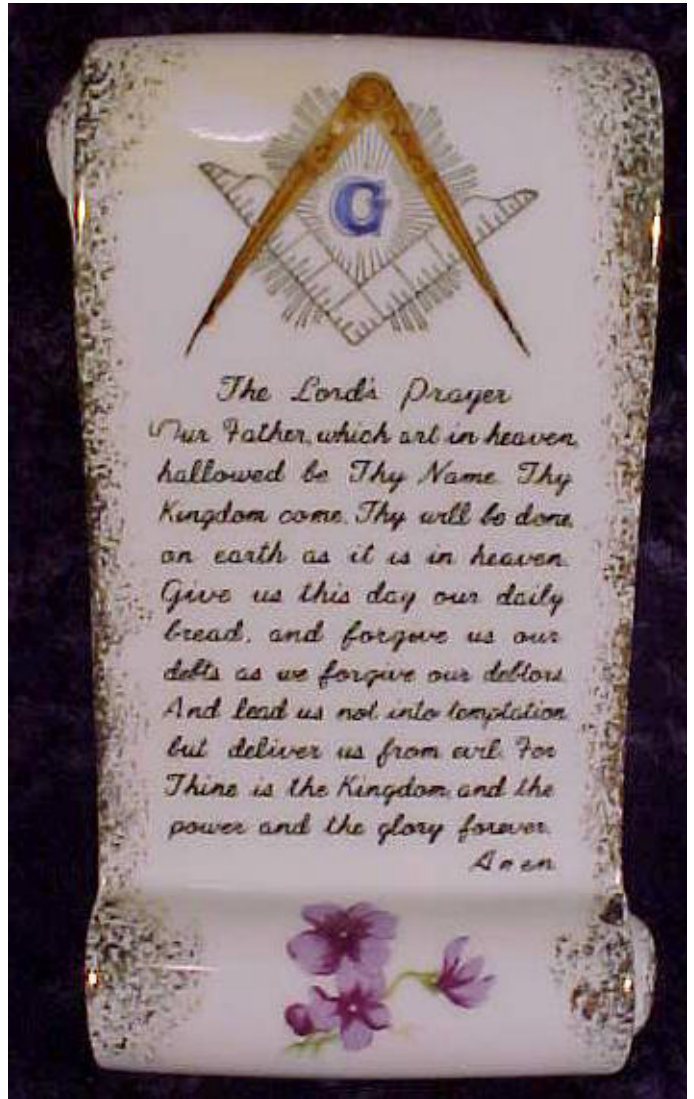 G
The Lord's Prayer
Our Father, which art in heaven,
hallowed be Thy Name. Thy
Kingdom come. Thy will be done,
on earth as it is in heaven.
Give us this day our daily
bread, and forgive us our
debts as we forgive our debtors.
And lead us not into temptation
but deliver us from evil. For
Thine is the Kingdom, and the
power and the glory forever.
Amen